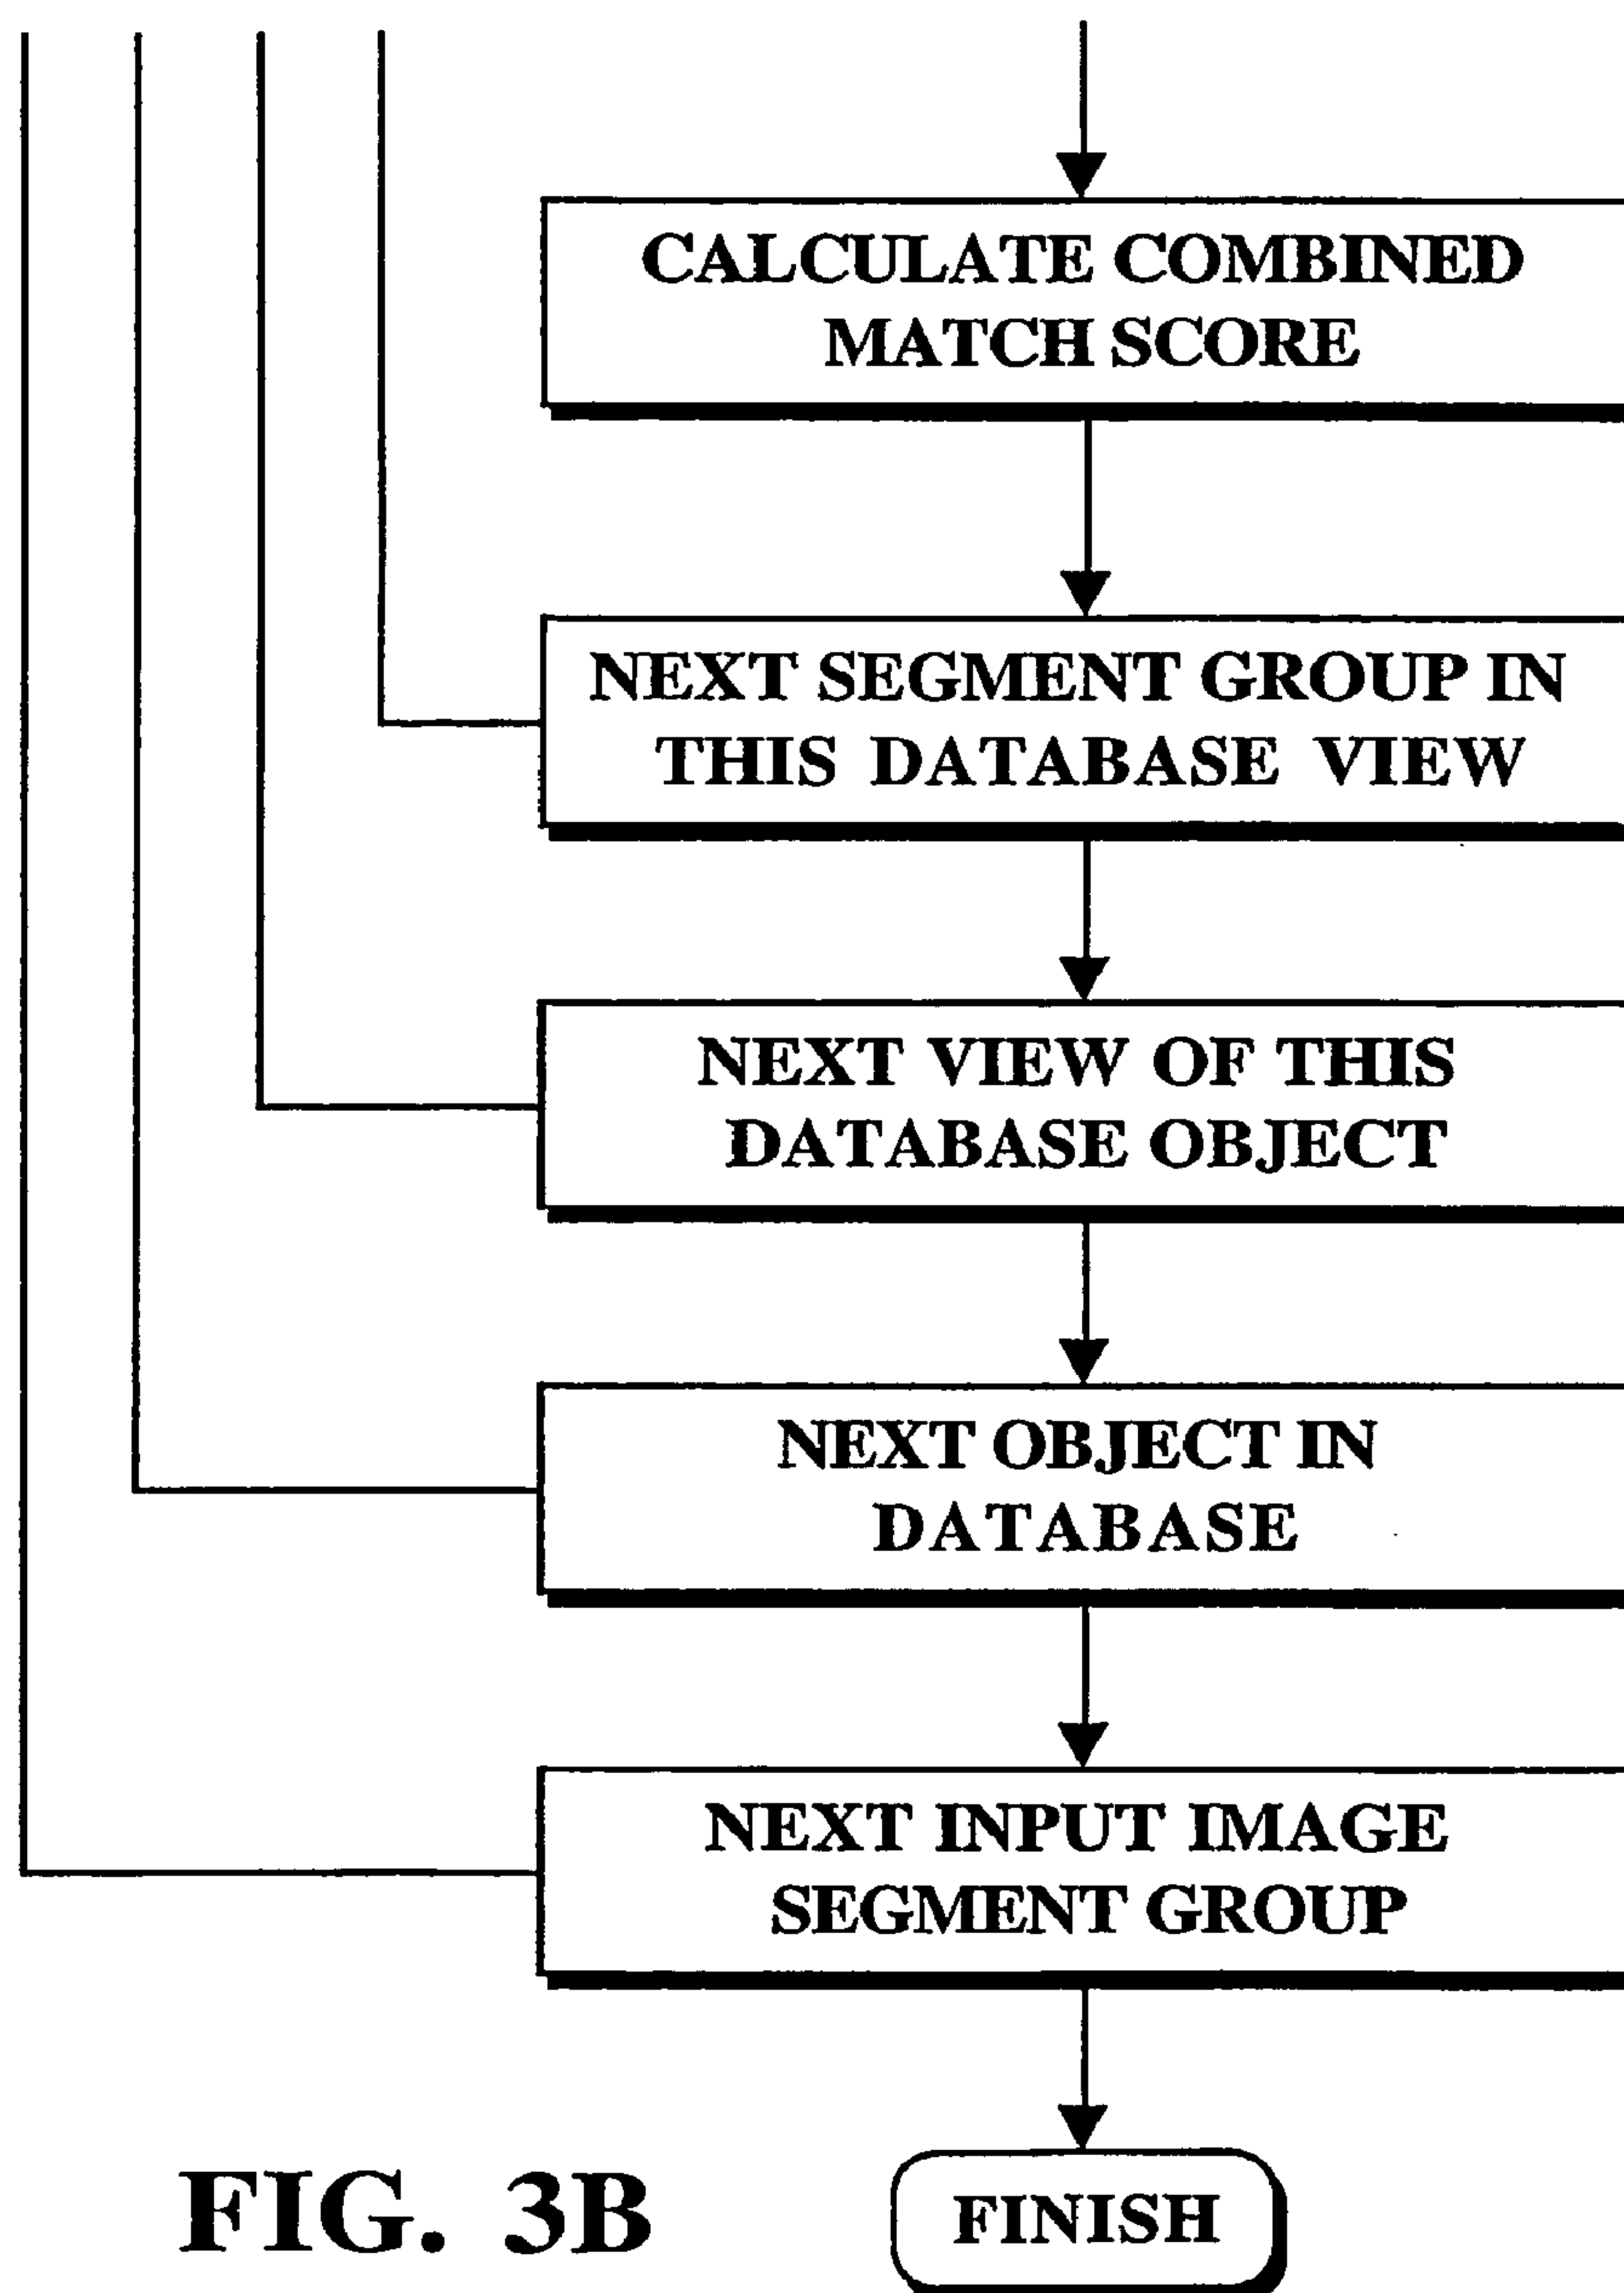 CALCULATE COMBINED
MATCH SCORE
NEXT SEGMENT GROUP IN
THIS DATABASE VIEW
NEXT VIEW OF THIS
DATABASE OBJECT
NEXT OBJECT IN
DATABASE
NEXT INPUT IMAGE
SEGMENT GROUP
FINISH
FIG. 3B